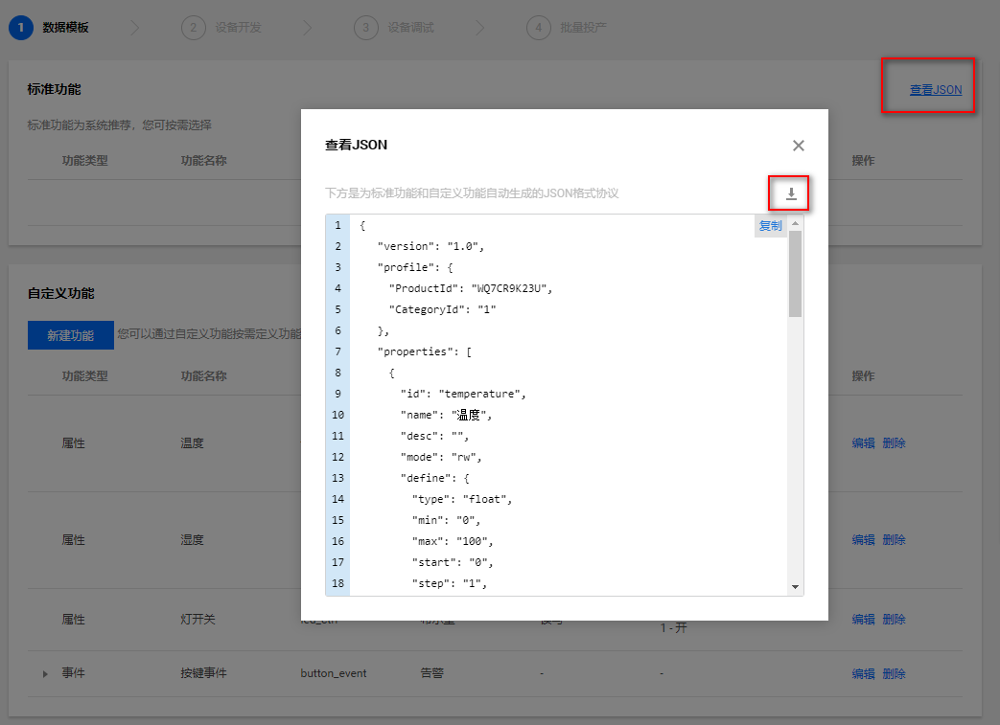 1 数据模板 2 设备开发 3 设备调试 4 批量投产
标准功能 查看JSON
标准功能为系统推荐，您可按需选择
功能类型 功能名称 操作
查看JSON
下方是为标准功能和自定义功能自动生成的JSON格式协议
复制
1 {
2 "version": "1.0",
3 "profile": {
4 "ProductId": "WQ7CR9K23U",
5 "CategoryId": "1"
6 },
7 "properties": [
8 {
9 "id": "temperature",
10 "name": "温度",
11 "desc": "",
12 "mode": "rw",
13 "define": {
14 "type": "float",
15 "min": "0",
16 "max": "100",
17 "start": "0",
18 "step": "1",
自定义功能
新建功能 您可以通过自定义功能按需定义功能
功能类型 功能名称 操作
属性 温度 编辑 删除
属性 湿度 编辑 删除
属性 灯开关 1 - 开 编辑 删除
事件 按键事件 button_event 告警 - - 编辑 删除